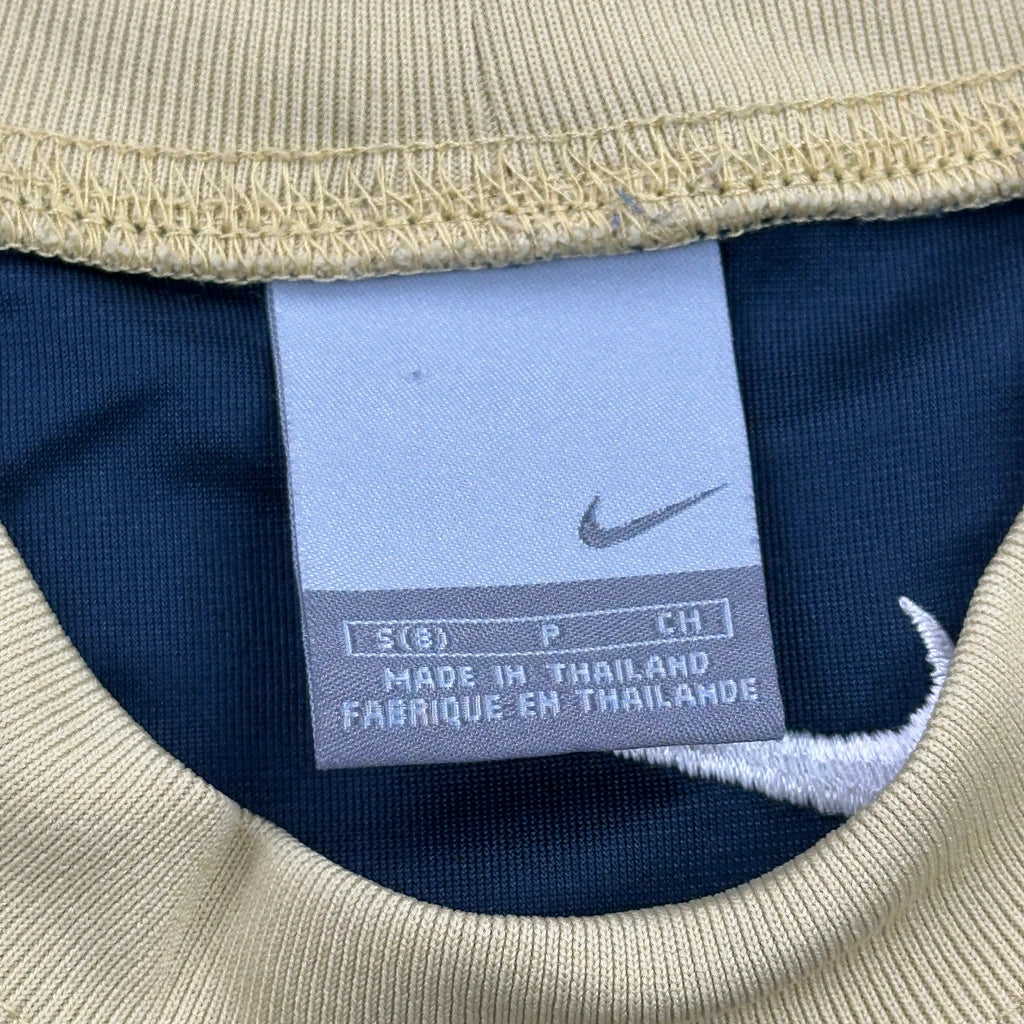 S(8) P CH
MADE IN THAILAND
FABRIQUE EN THAILANDE